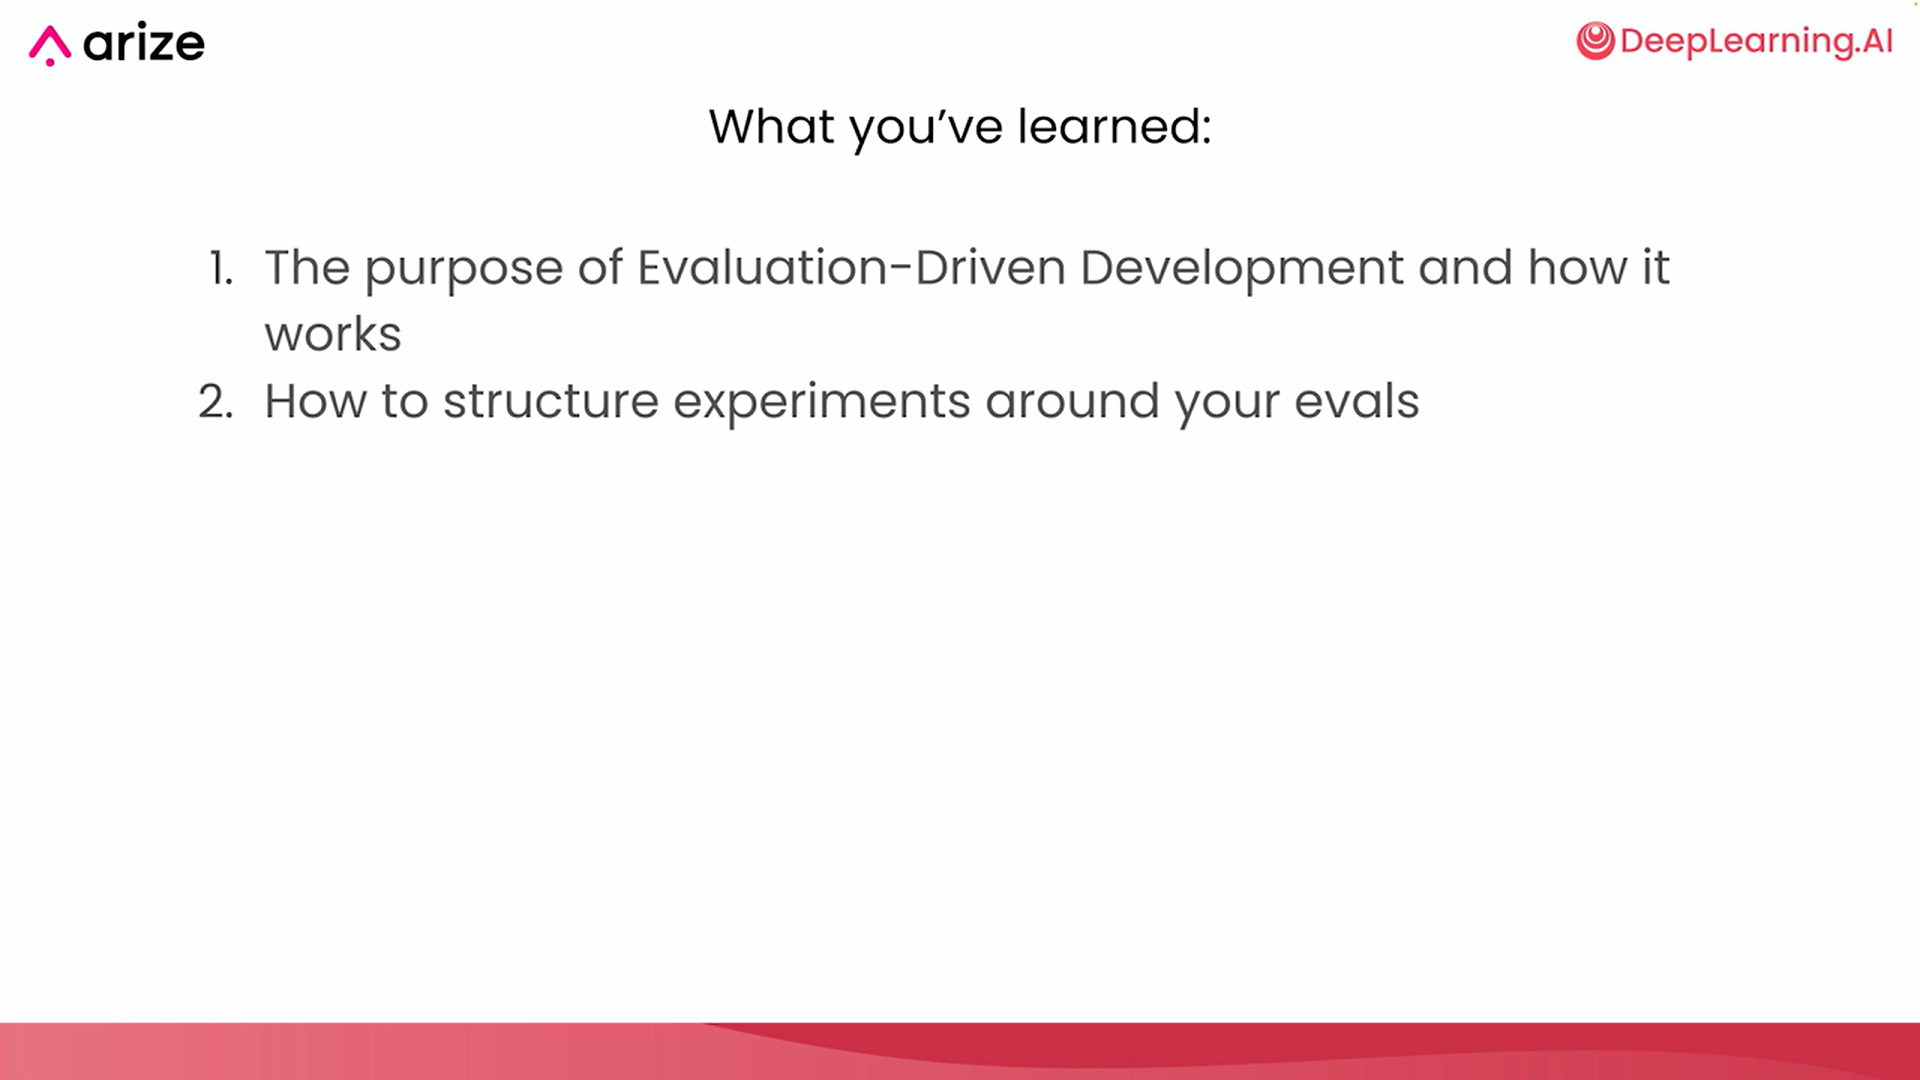 arize
DeepLearning.AI
What you’ve learned:
1. The purpose of Evaluation-Driven Development and how it
works
2. How to structure experiments around your evals